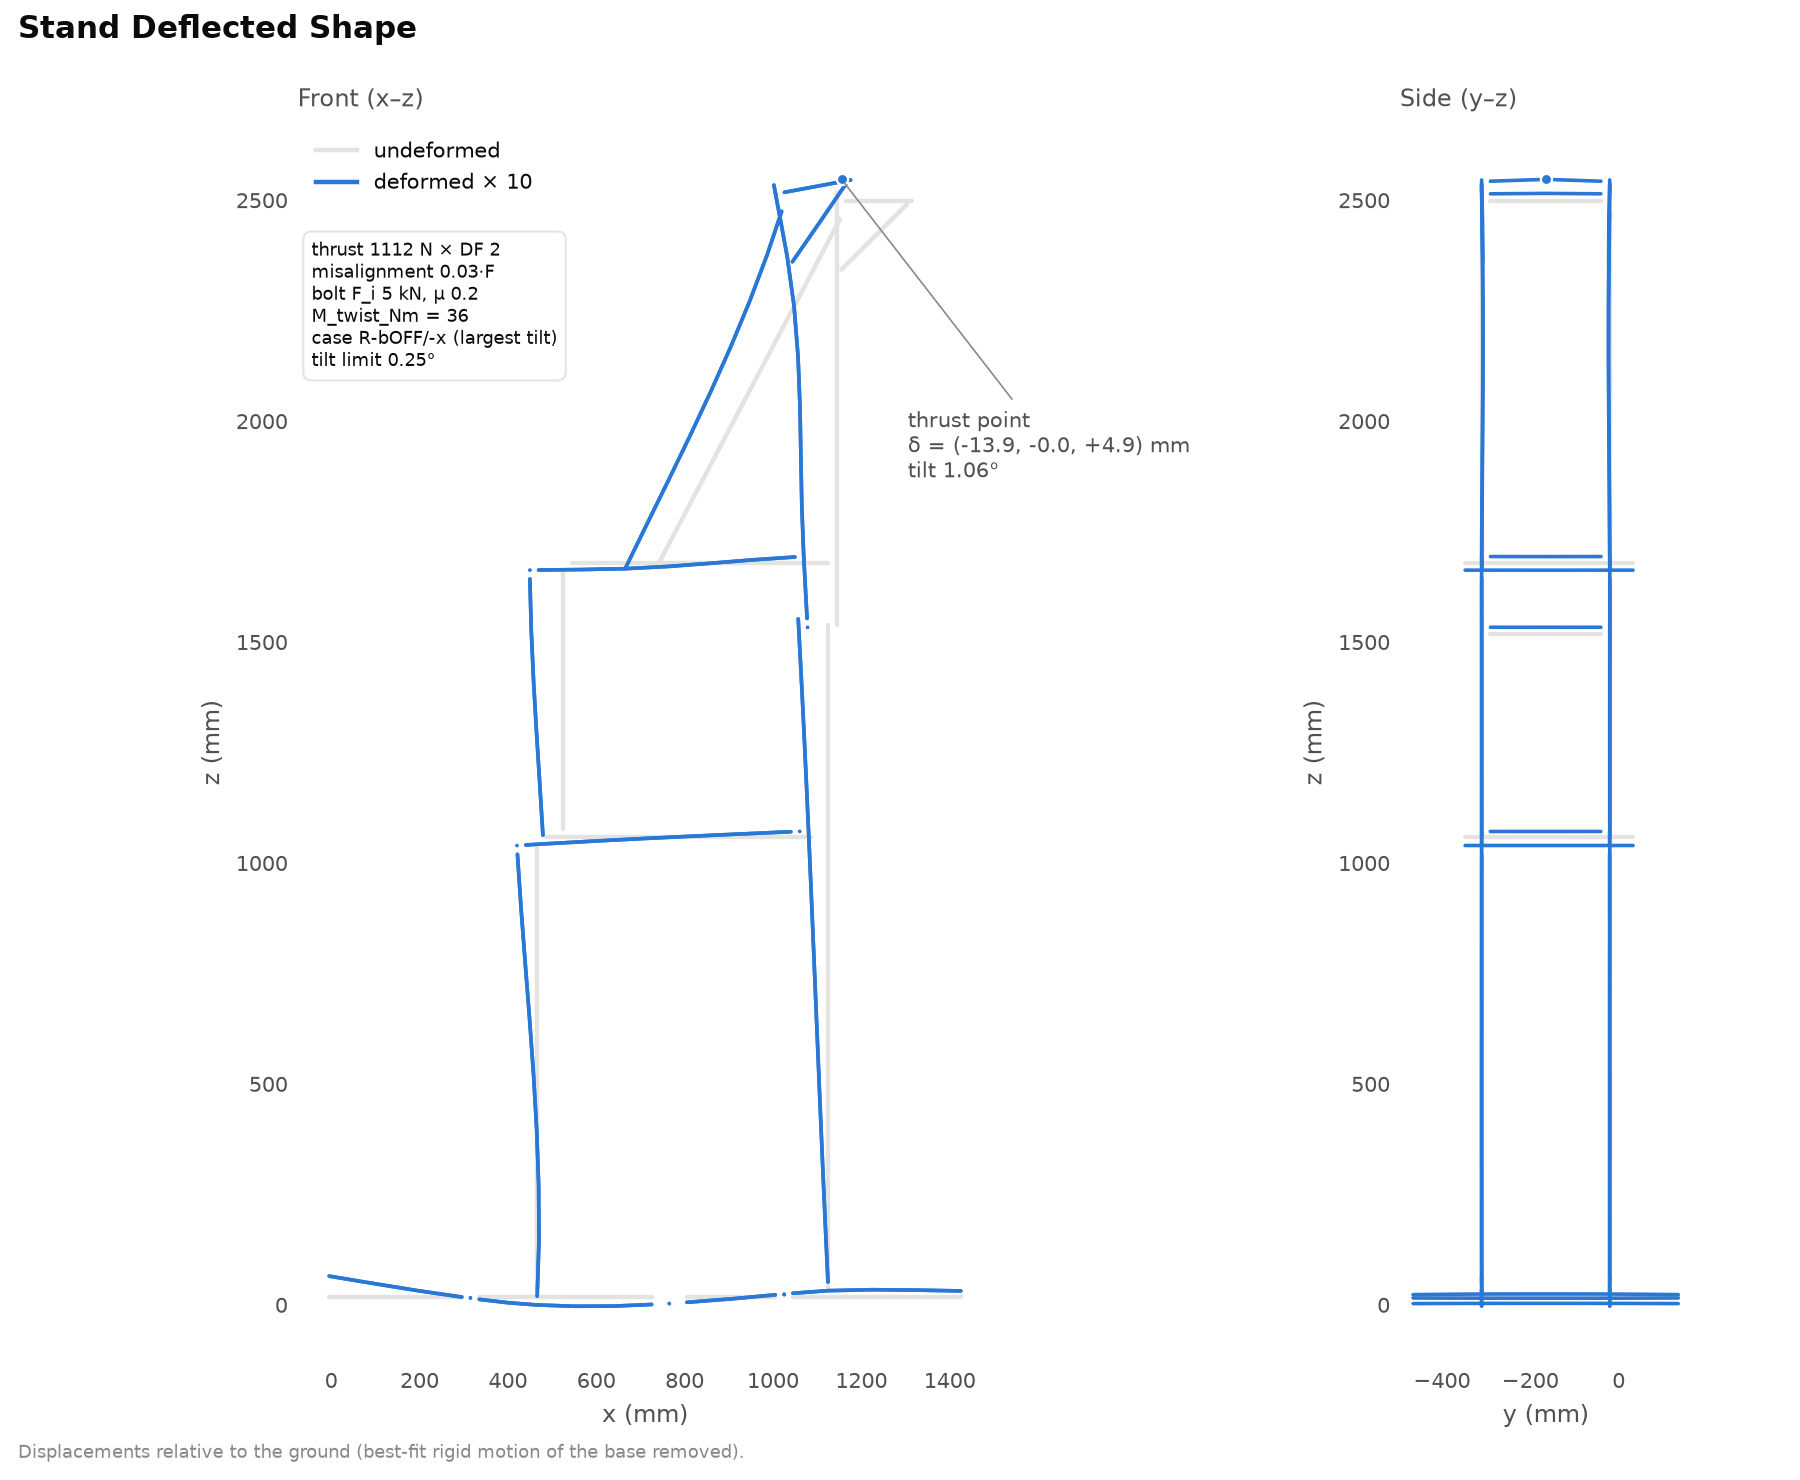 Stand Deflected Shape
Front (x–z)
undeformed
deformed × 10
thrust 1112 N × DF 2
misalignment 0.03·F
bolt F_i 5 kN, μ 0.2
M_twist_Nm = 36
case R-bOFF/-x (largest tilt)
tilt limit 0.25°
thrust point
δ = (-13.9, -0.0, +4.9) mm
tilt 1.06°
2500
2000
1500
1000
500
0
z (mm)
0 200 400 600 800 1000 1200 1400
x (mm)
Side (y–z)
2500
2000
1500
1000
500
0
z (mm)
−400 −200 0
y (mm)
Displacements relative to the ground (best-fit rigid motion of the base removed).